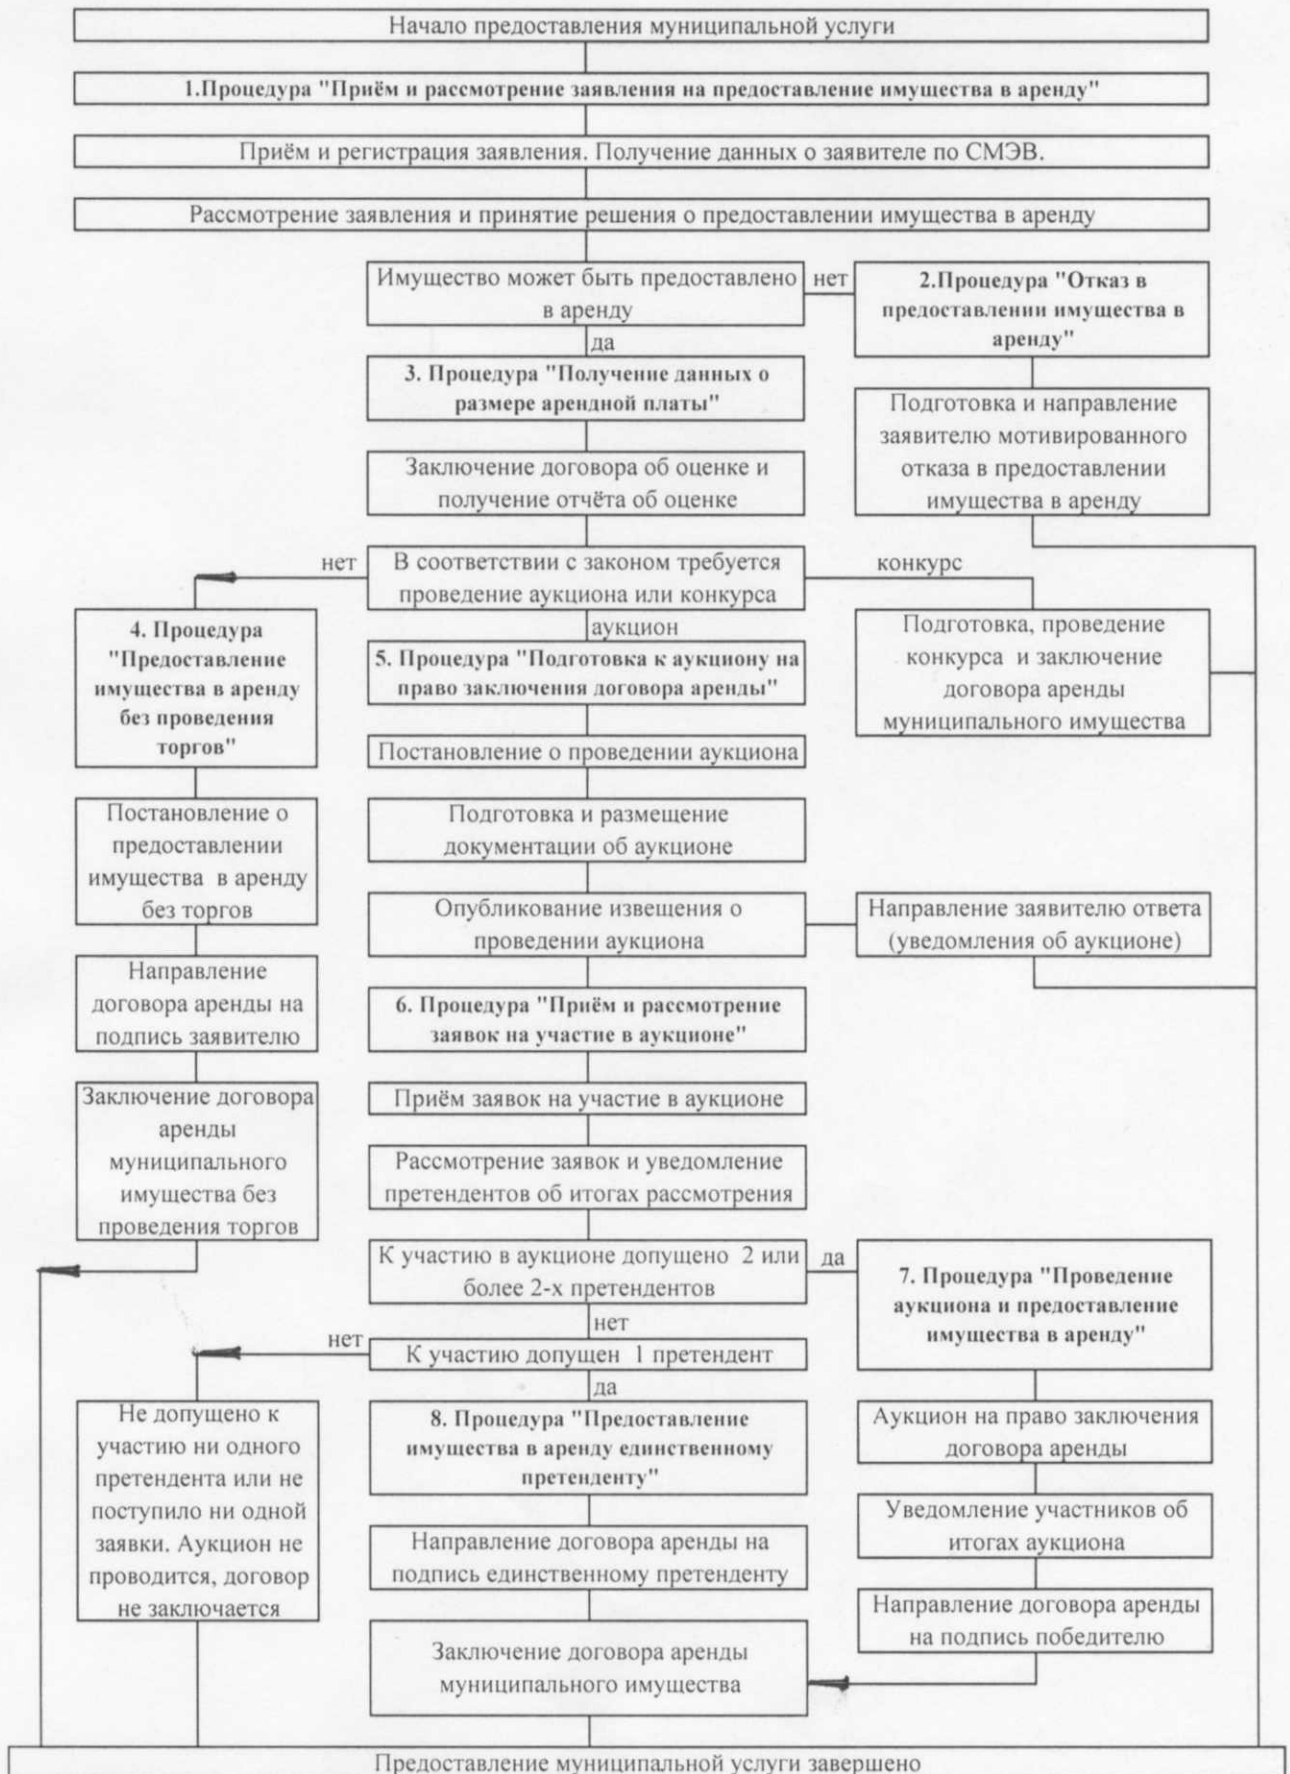 Начало предоставления муниципальной услуги
1.Процедура "Приём и рассмотрение заявления на предоставление имущества в аренду"
Приём и регистрация заявления. Получение данных о заявителе по СМЭВ.
Рассмотрение заявления и принятие решения о предоставлении имущества в аренду
Имущество может быть предоставлено
в аренду
нет
2.Процедура "Отказ в
предоставлении имущества в
аренду"
да
3. Процедура "Получение данных о
размере арендной платы"
Подготовка и направление
заявителю мотивированного
отказа в предоставлении
имущества в аренду
Заключение договора об оценке и
получение отчёта об оценке
нет
В соответствии с законом требуется
проведение аукциона или конкурса
конкурс
аукцион
4. Процедура
"Предоставление
имущества в аренду
без проведения
торгов"
5. Процедура "Подготовка к аукциону на
право заключения договора аренды"
Подготовка, проведение
конкурса и заключение
договора аренды
муниципального имущества
Постановление о проведении аукциона
Постановление о
предоставлении
имущества в аренду
без торгов
Подготовка и размещение
документации об аукционе
Опубликование извещения о
проведении аукциона
Направление заявителю ответа
(уведомления об аукционе)
Направление
договора аренды на
подпись заявителю
6. Процедура "Приём и рассмотрение
заявок на участие в аукционе"
Заключение договора
аренды
муниципального
имущества без
проведения торгов
Приём заявок на участие в аукционе
Рассмотрение заявок и уведомление
претендентов об итогах рассмотрения
К участию в аукционе допущено 2 или
более 2-х претендентов
да
7. Процедура "Проведение
аукциона и предоставление
имущества в аренду"
нет
нет
К участию допущен 1 претендент
да
Не допущено к
участию ни одного
претендента или не
поступило ни одной
заявки. Аукцион не
проводится, договор
не заключается
8. Процедура "Предоставление
имущества в аренду единственному
претенденту"
Аукцион на право заключения
договора аренды
Уведомление участников об
итогах аукциона
Направление договора аренды на
подпись единственному претенденту
Направление договора аренды
на подпись победителю
Заключение договора аренды
муниципального имущества
Предоставление муниципальной услуги завершено